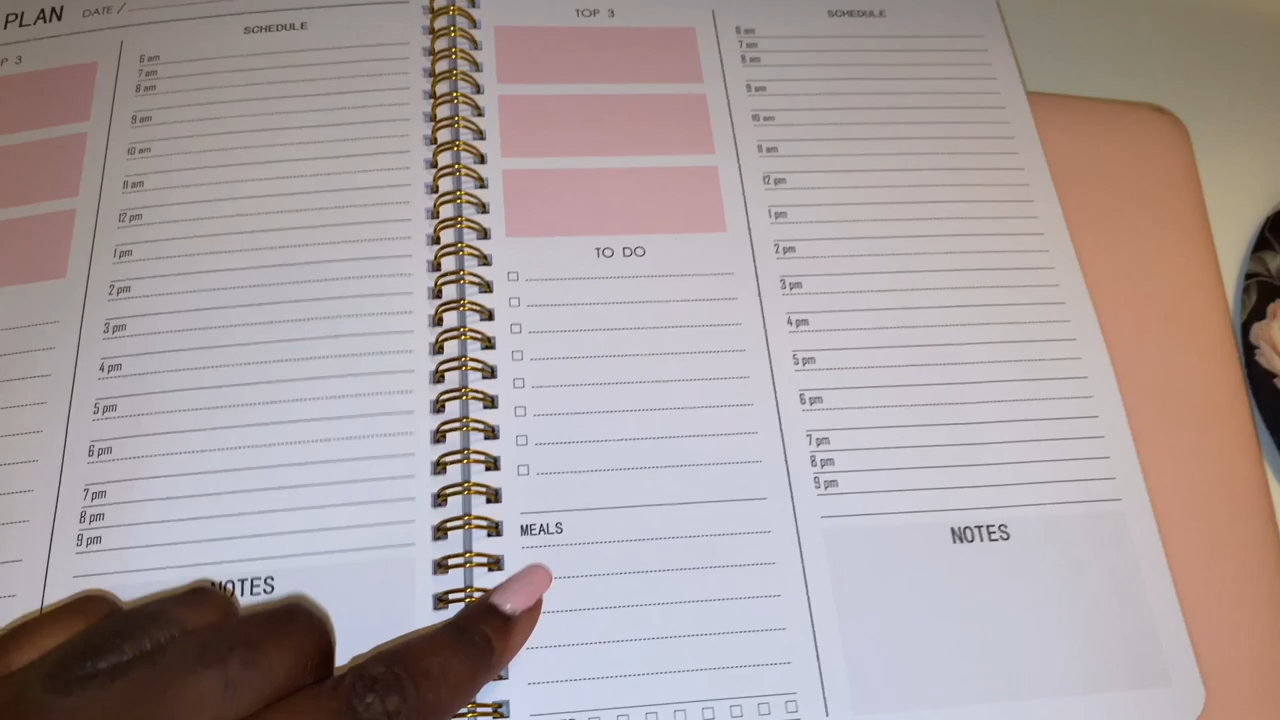 PLAN DATE /
P 3
SCHEDULE
6 am
7 am
8 am
9 am
10 am
11 am
12 pm
1 pm
2 pm
3 pm
4 pm
5 pm
6 pm
7 pm
8 pm
9 pm
NOTES
TOP 3
TO DO
MEALS
SCHEDULE
6 am
7 am
8 am
9 am
10 am
11 am
12 pm
1 pm
2 pm
3 pm
4 pm
5 pm
6 pm
7 pm
8 pm
9 pm
NOTES